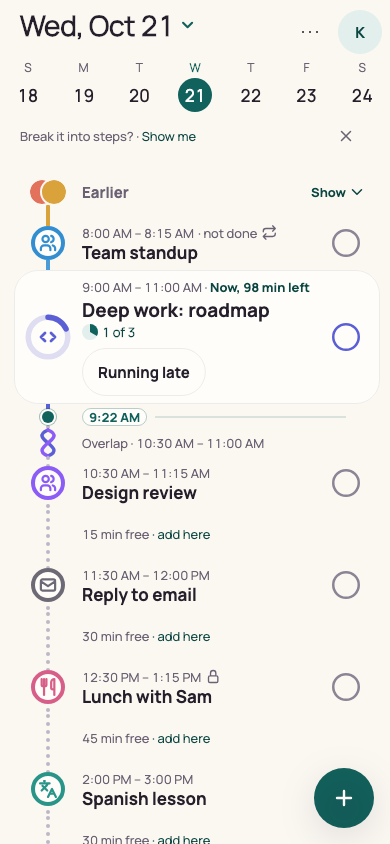 Wed, Oct 21
...
K
S M T W T F S
18 19 20 21 22 23 24
Break it into steps? · Show me
Earlier
Show
8:00 AM – 8:15 AM · not done
Team standup
9:00 AM – 11:00 AM · Now, 98 min left
Deep work: roadmap
1 of 3
Running late
9:22 AM
Overlap · 10:30 AM – 11:00 AM
10:30 AM – 11:15 AM
Design review
15 min free · add here
11:30 AM – 12:00 PM
Reply to email
30 min free · add here
12:30 PM – 1:15 PM
Lunch with Sam
45 min free · add here
2:00 PM – 3:00 PM
Spanish lesson
30 min free · add here